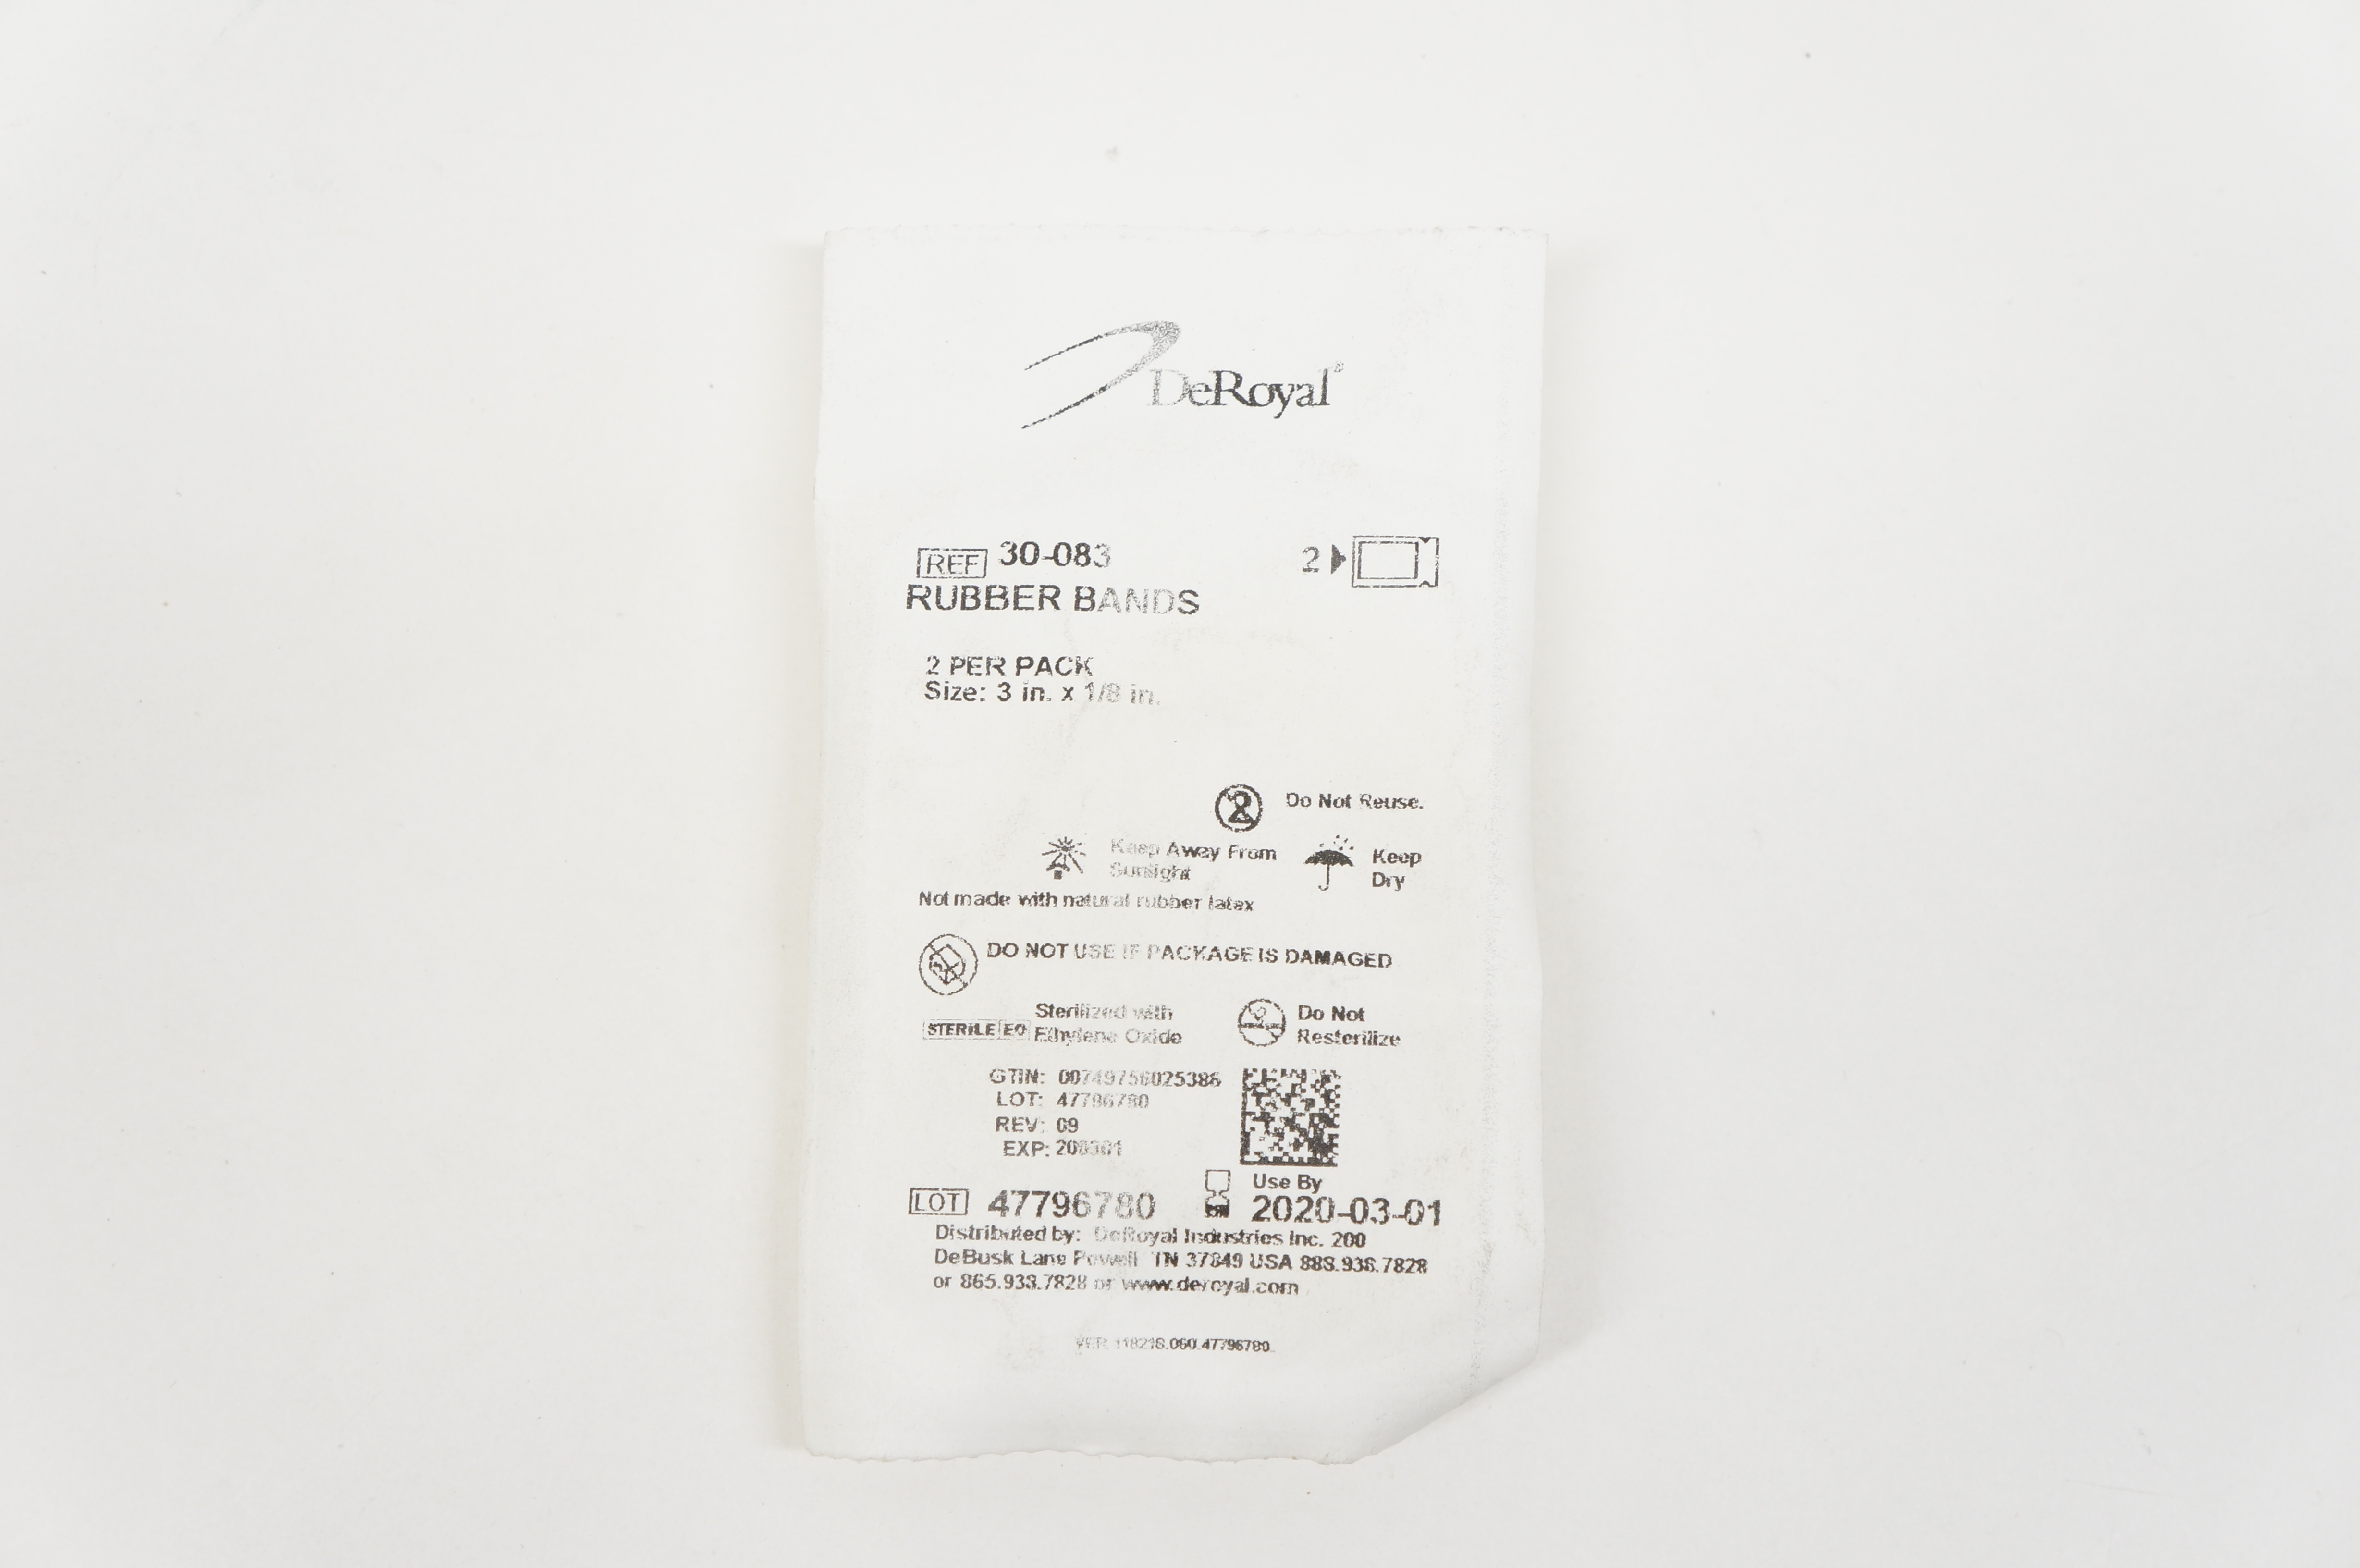 DeRoyal®
REF 30-083
2
RUBBER BANDS
2 PER PACK
Size: 3 in. x 1/8 in.
Do Not Reuse.
Keep Away From
Sunlight
Keep
Dry
Not made with natural rubber latex
DO NOT USE IF PACKAGE IS DAMAGED
Sterilized with
STERILE EO Ethylene Oxide
Do Not
Resterilize
GTIN: 00749756025386
LOT: 47796780
REV: 09
EXP: 200301
Use By
LOT 47796780 2020-03-01
Distributed by: DeRoyal Industries Inc. 200
DeBusk Lane Powell TN 37849 USA 888.938.7828
or 865.938.7828 or www.deroyal.com
VER